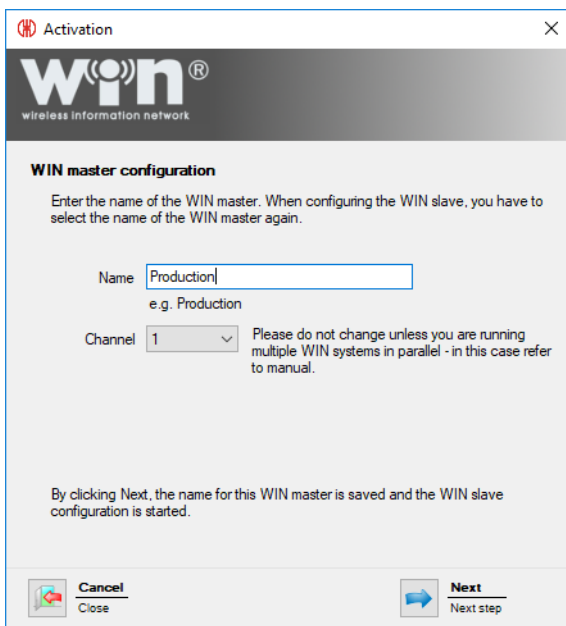 Activation
WIN®
wireless information network
WIN master configuration
Enter the name of the WIN master. When configuring the WIN slave, you have to
select the name of the WIN master again.
Name Production
e.g. Production
Channel 1 Please do not change unless you are running
multiple WIN systems in parallel - in this case refer
to manual.
By clicking Next, the name for this WIN master is saved and the WIN slave
configuration is started.
Cancel Next
Close Next step